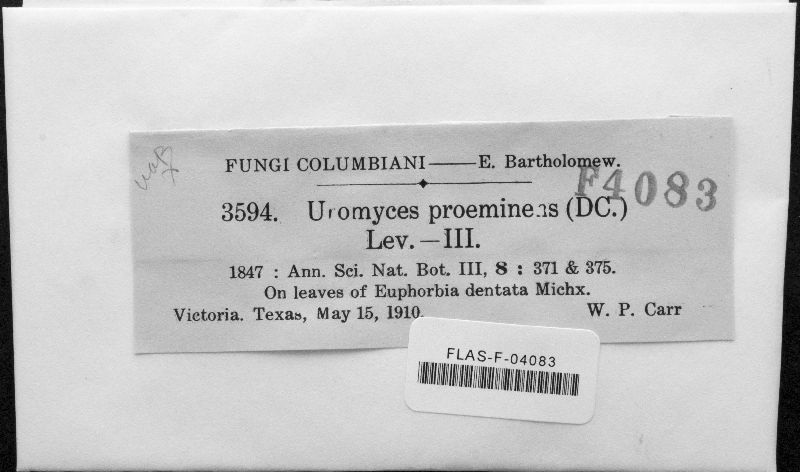 FUNGI COLUMBIANI — E. Bartholomew.
F4083
3594. Uromyces proeminens (DC.)
Lev. — III.
1847 : Ann. Sci. Nat. Bot. III, 8 : 371 & 375.
On leaves of Euphorbia dentata Michx.
Victoria. Texas, May 15, 1910. W. P. Carr
FLAS-F-04083